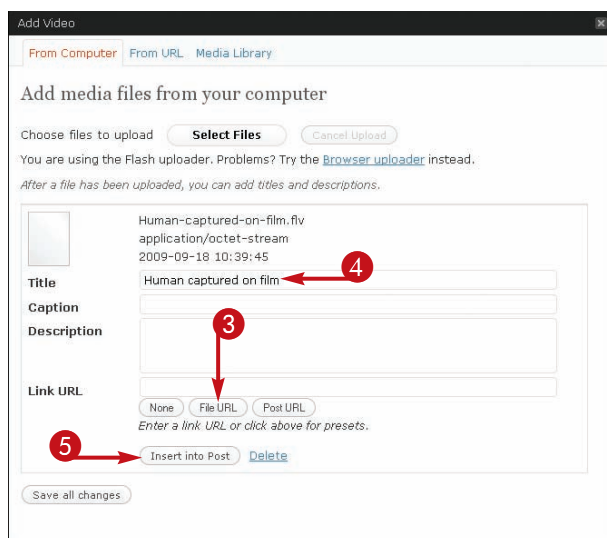 Add Video
From Computer From URL Media Library
Add media files from your computer
Choose files to upload Select Files Cancel Upload
You are using the Flash uploader. Problems? Try the Browser uploader instead.
After a file has been uploaded, you can add titles and descriptions.
Human-captured-on-film.flv
application/octet-stream
2009-09-18 10:39:45
Title Human captured on film 4
Caption
3
Description
Link URL
None File URL Post URL
Enter a link URL or click above for presets.
5 Insert into Post Delete
Save all changes